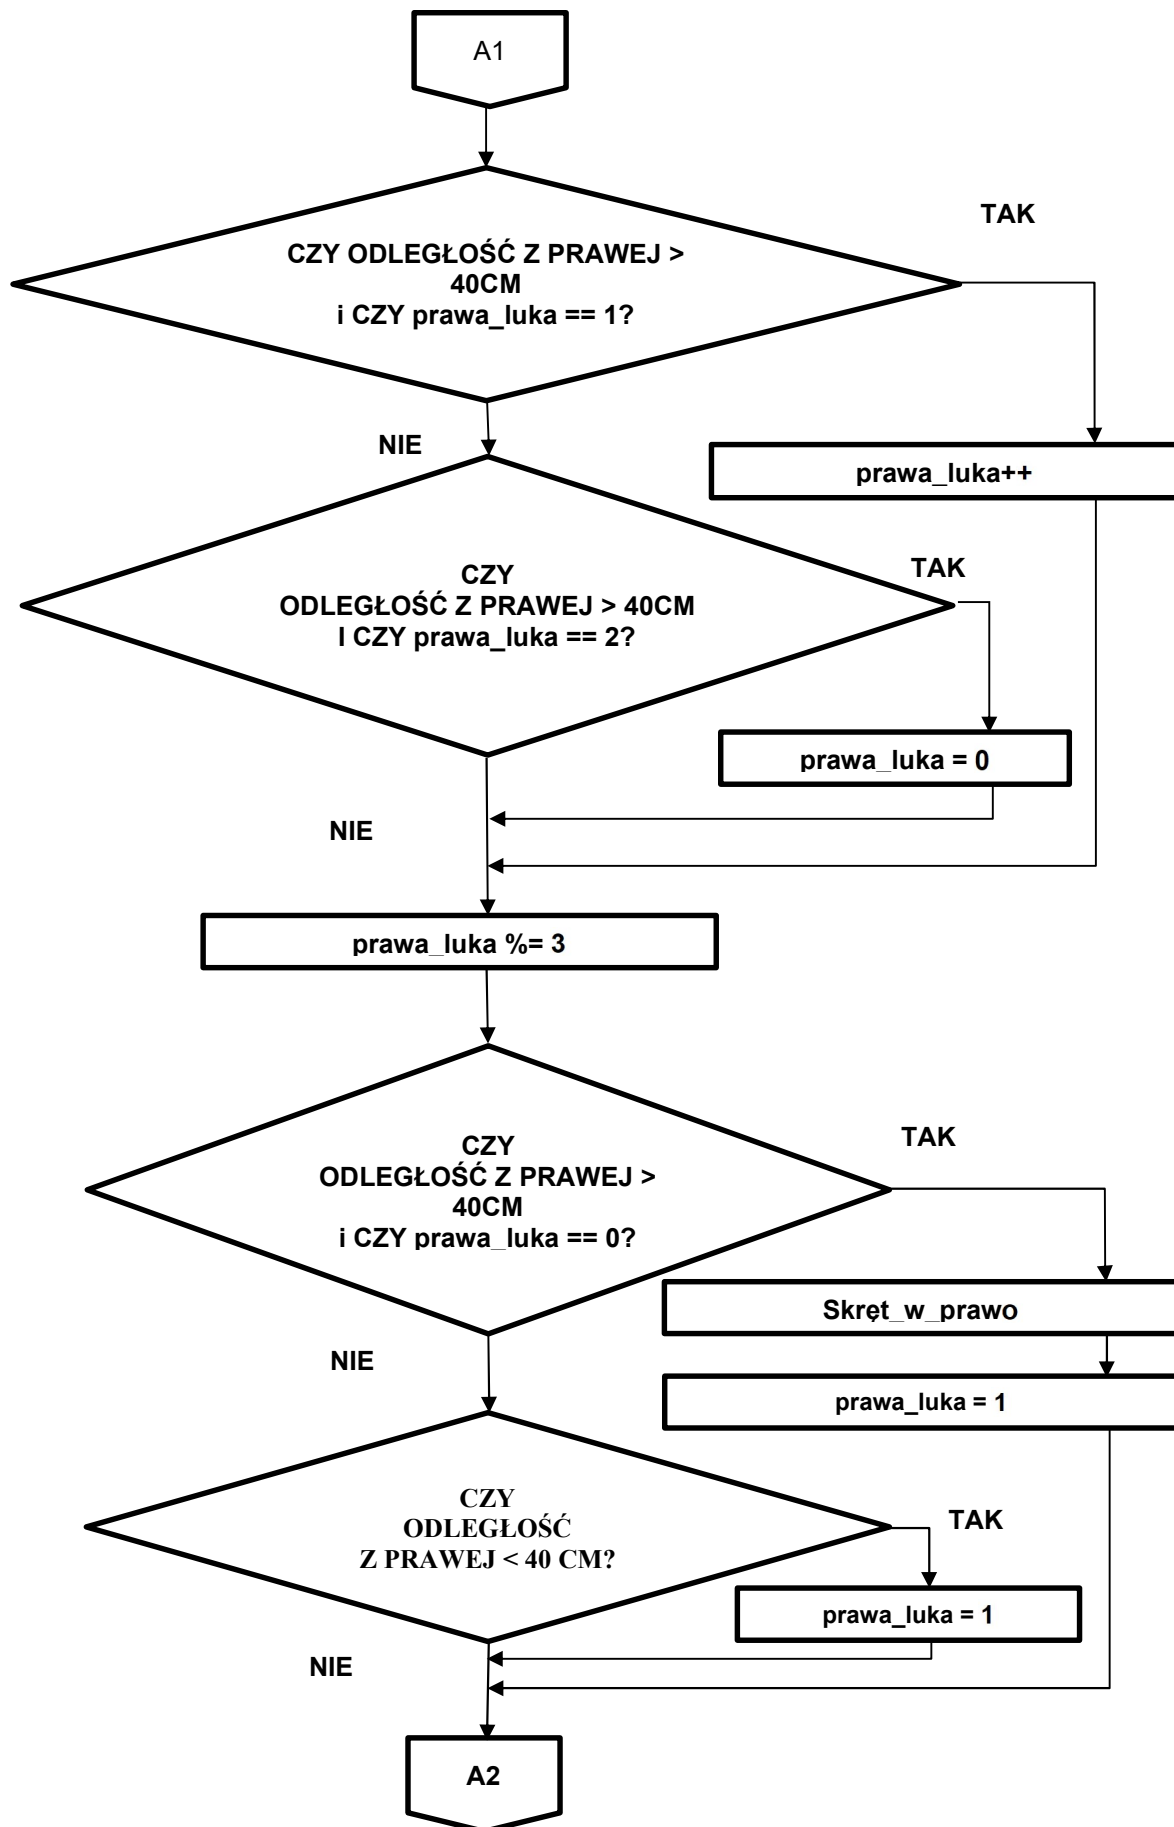 A1
TAK
CZY ODLEGŁOŚĆ Z PRAWEJ >
40CM
i CZY prawa_luka == 1?
NIE
prawa_luka++
TAK
CZY
ODLEGŁOŚĆ Z PRAWEJ > 40CM
I CZY prawa_luka == 2?
prawa_luka = 0
NIE
prawa_luka %= 3
TAK
CZY
ODLEGŁOŚĆ Z PRAWEJ >
40CM
i CZY prawa_luka == 0?
Skręt_w_prawo
NIE
prawa_luka = 1
CZY
ODLEGŁOŚĆ
Z PRAWEJ < 40 CM?
TAK
prawa_luka = 1
NIE
A2